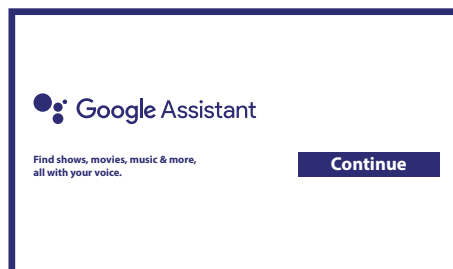 Google Assistant
Find shows, movies, music & more,
all with your voice.
Continue